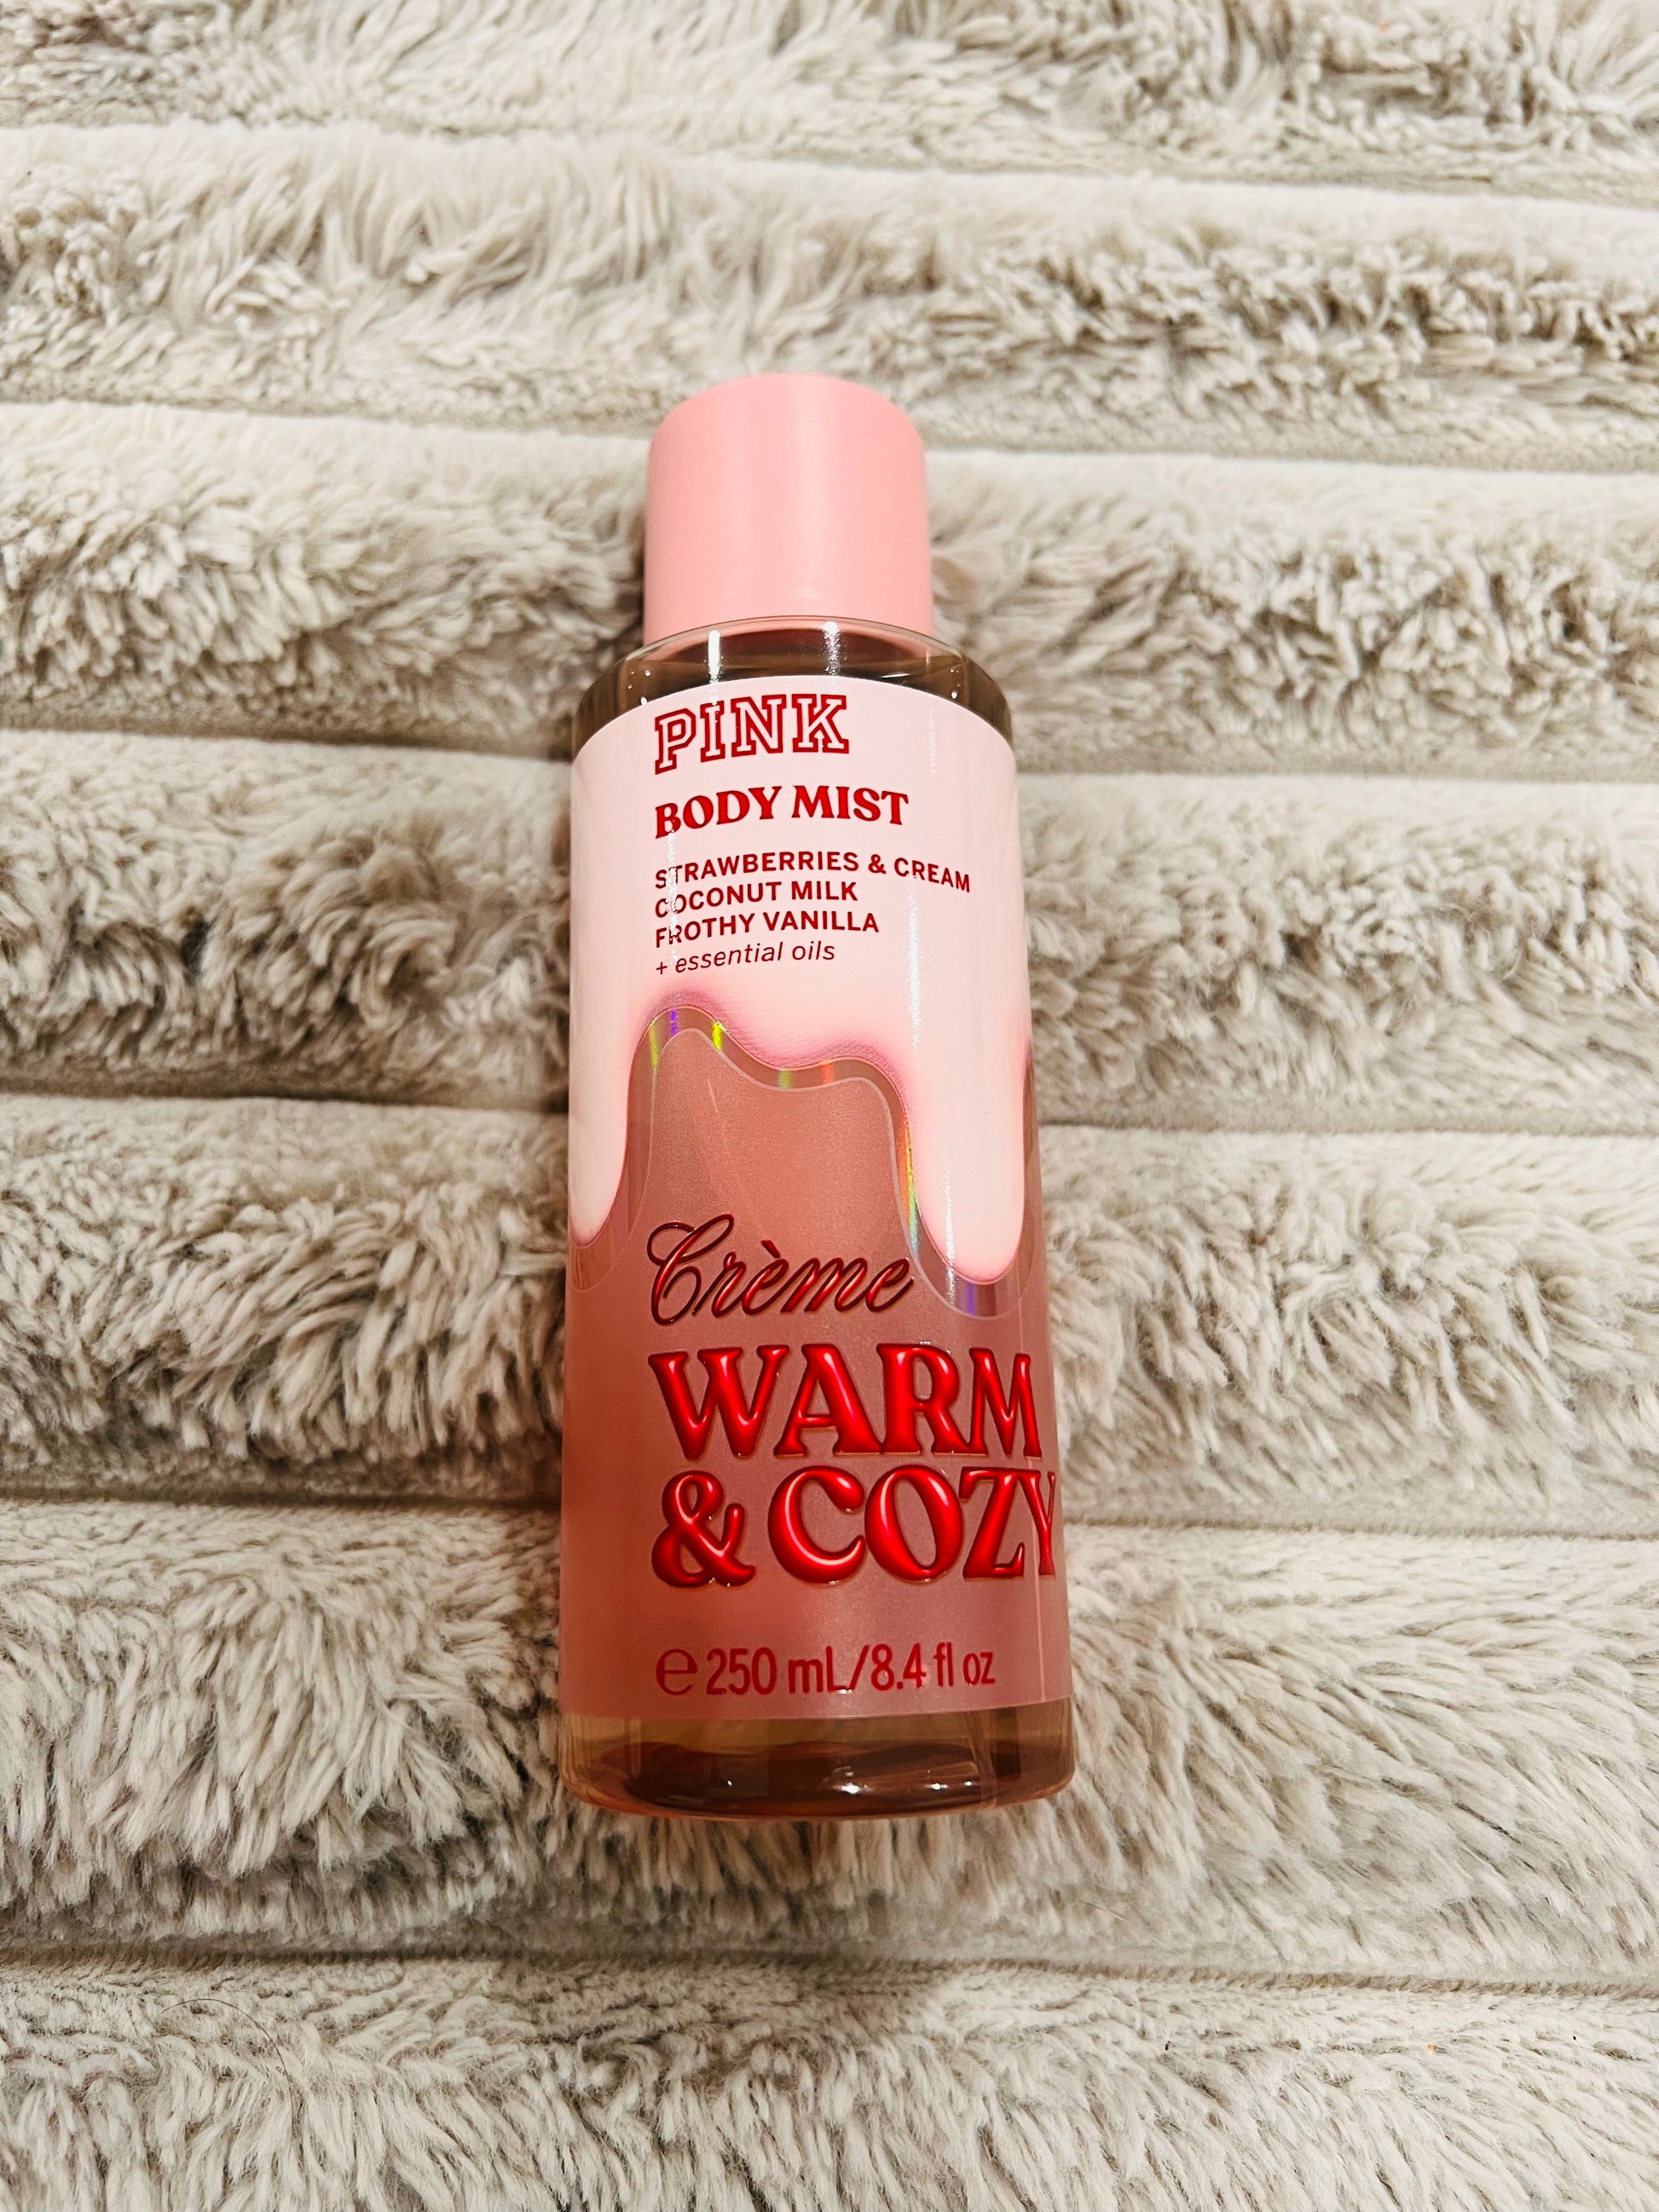 PINK
BODY MIST
STRAWBERRIES & CREAM
COCONUT MILK
FROTHY VANILLA
+ essential oils
Crème
WARM
& COZY
℮ 250 mL/8.4 fl oz